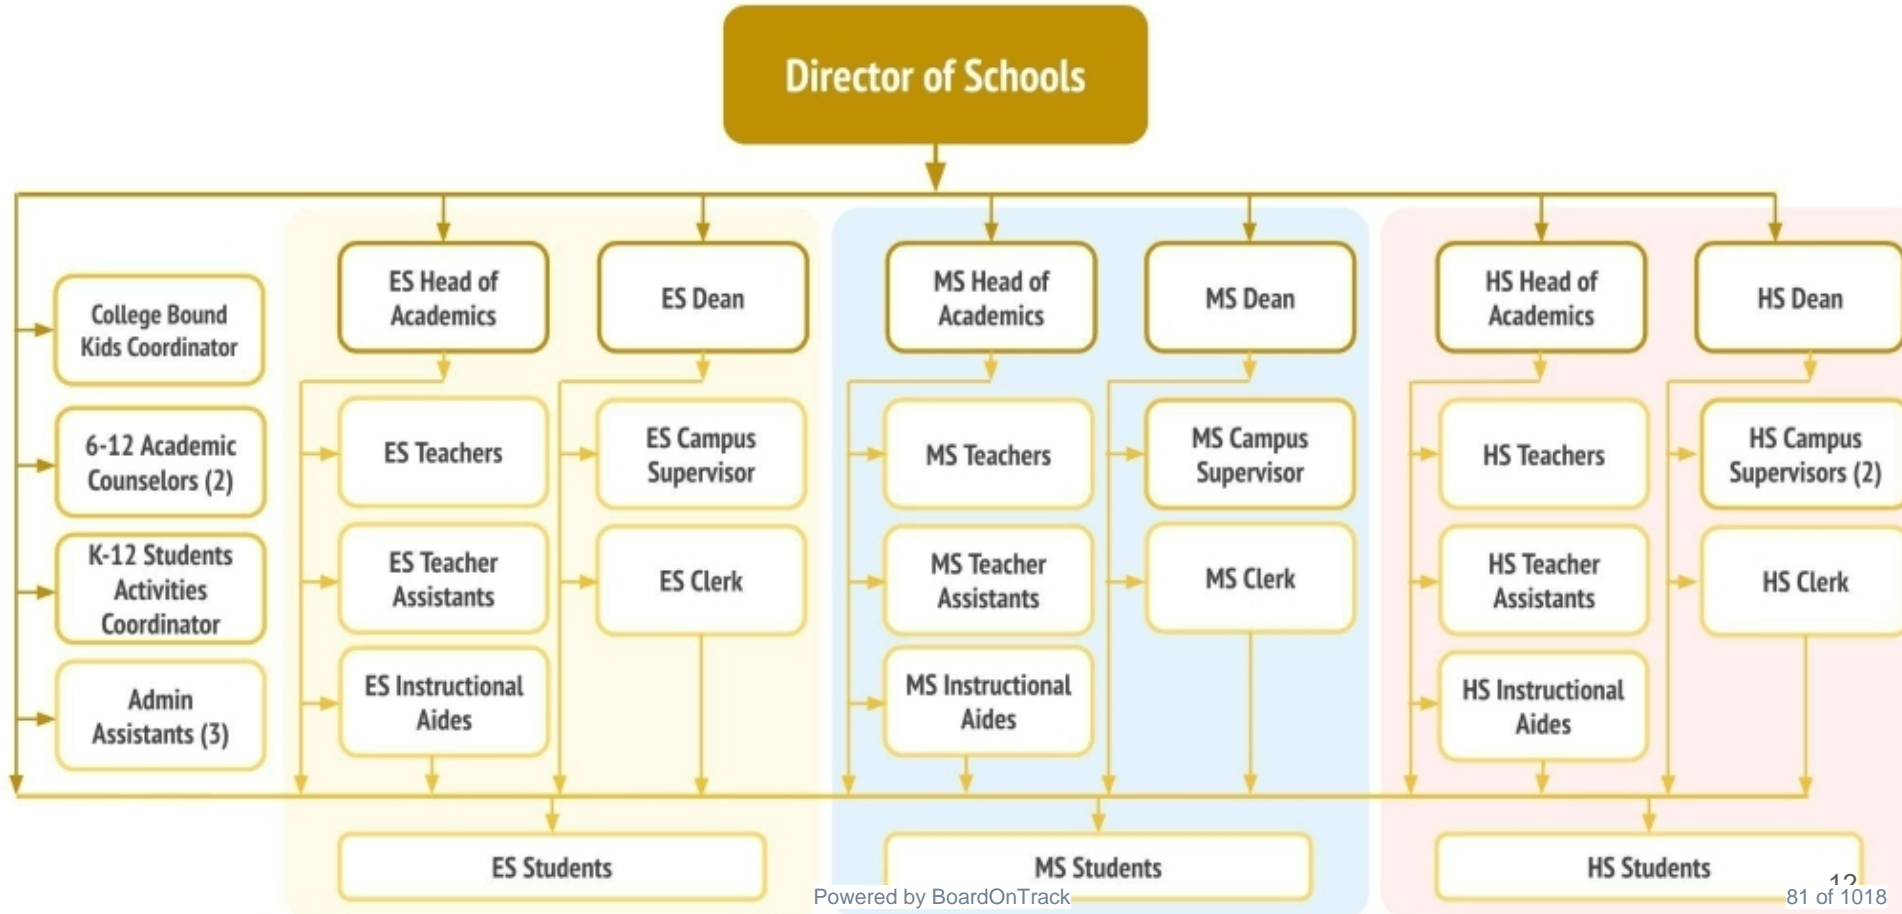 Director of Schools
College Bound
Kids Coordinator
6-12 Academic
Counselors (2)
K-12 Students
Activities
Coordinator
Admin
Assistants (3)
ES Head of
Academics
ES Teachers
ES Teacher
Assistants
ES Instructional
Aides
ES Dean
ES Campus
Supervisor
ES Clerk
ES Students
MS Head of
Academics
MS Teachers
MS Teacher
Assistants
MS Instructional
Aides
MS Dean
MS Campus
Supervisor
MS Clerk
MS Students
HS Head of
Academics
HS Teachers
HS Teacher
Assistants
HS Instructional
Aides
HS Dean
HS Campus
Supervisors (2)
HS Clerk
HS Students
12
Powered by BoardOnTrack
81 of 1018